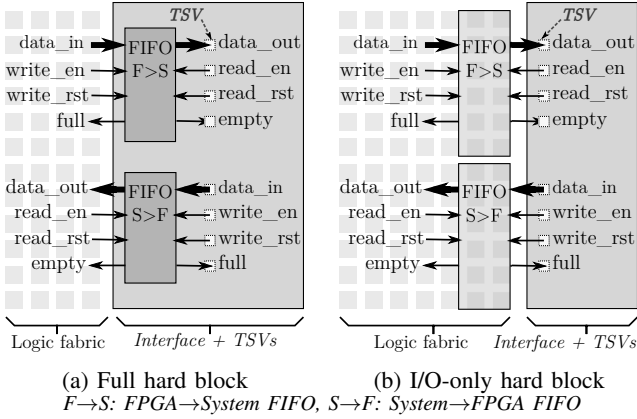 TSV
data_in
FIFO
data_out
write_en
F>S
read_en
write_rst
read_rst
full
empty
data_out
FIFO
data_in
read_en
S>F
write_en
read_rst
write_rst
empty
full
Logic fabric
Interface + TSVs
(a) Full hard block
TSV
data_in
FIFO
data_out
write_en
F>S
read_en
write_rst
read_rst
full
empty
data_out
FIFO
data_in
read_en
S>F
write_en
read_rst
write_rst
empty
full
Logic fabric
Interface + TSVs
(b) I/O-only hard block
F→S: FPGA→System FIFO, S→F: System→FPGA FIFO